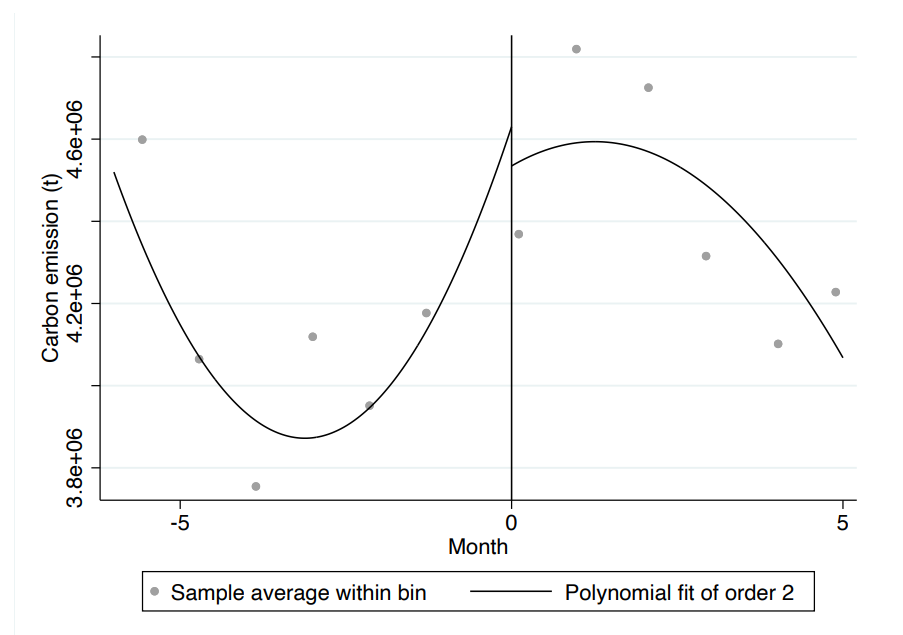 Carbon emission (t)
4.6e+06
4.2e+06
3.8e+06
-5 0 5
Month
Sample average within bin Polynomial fit of order 2